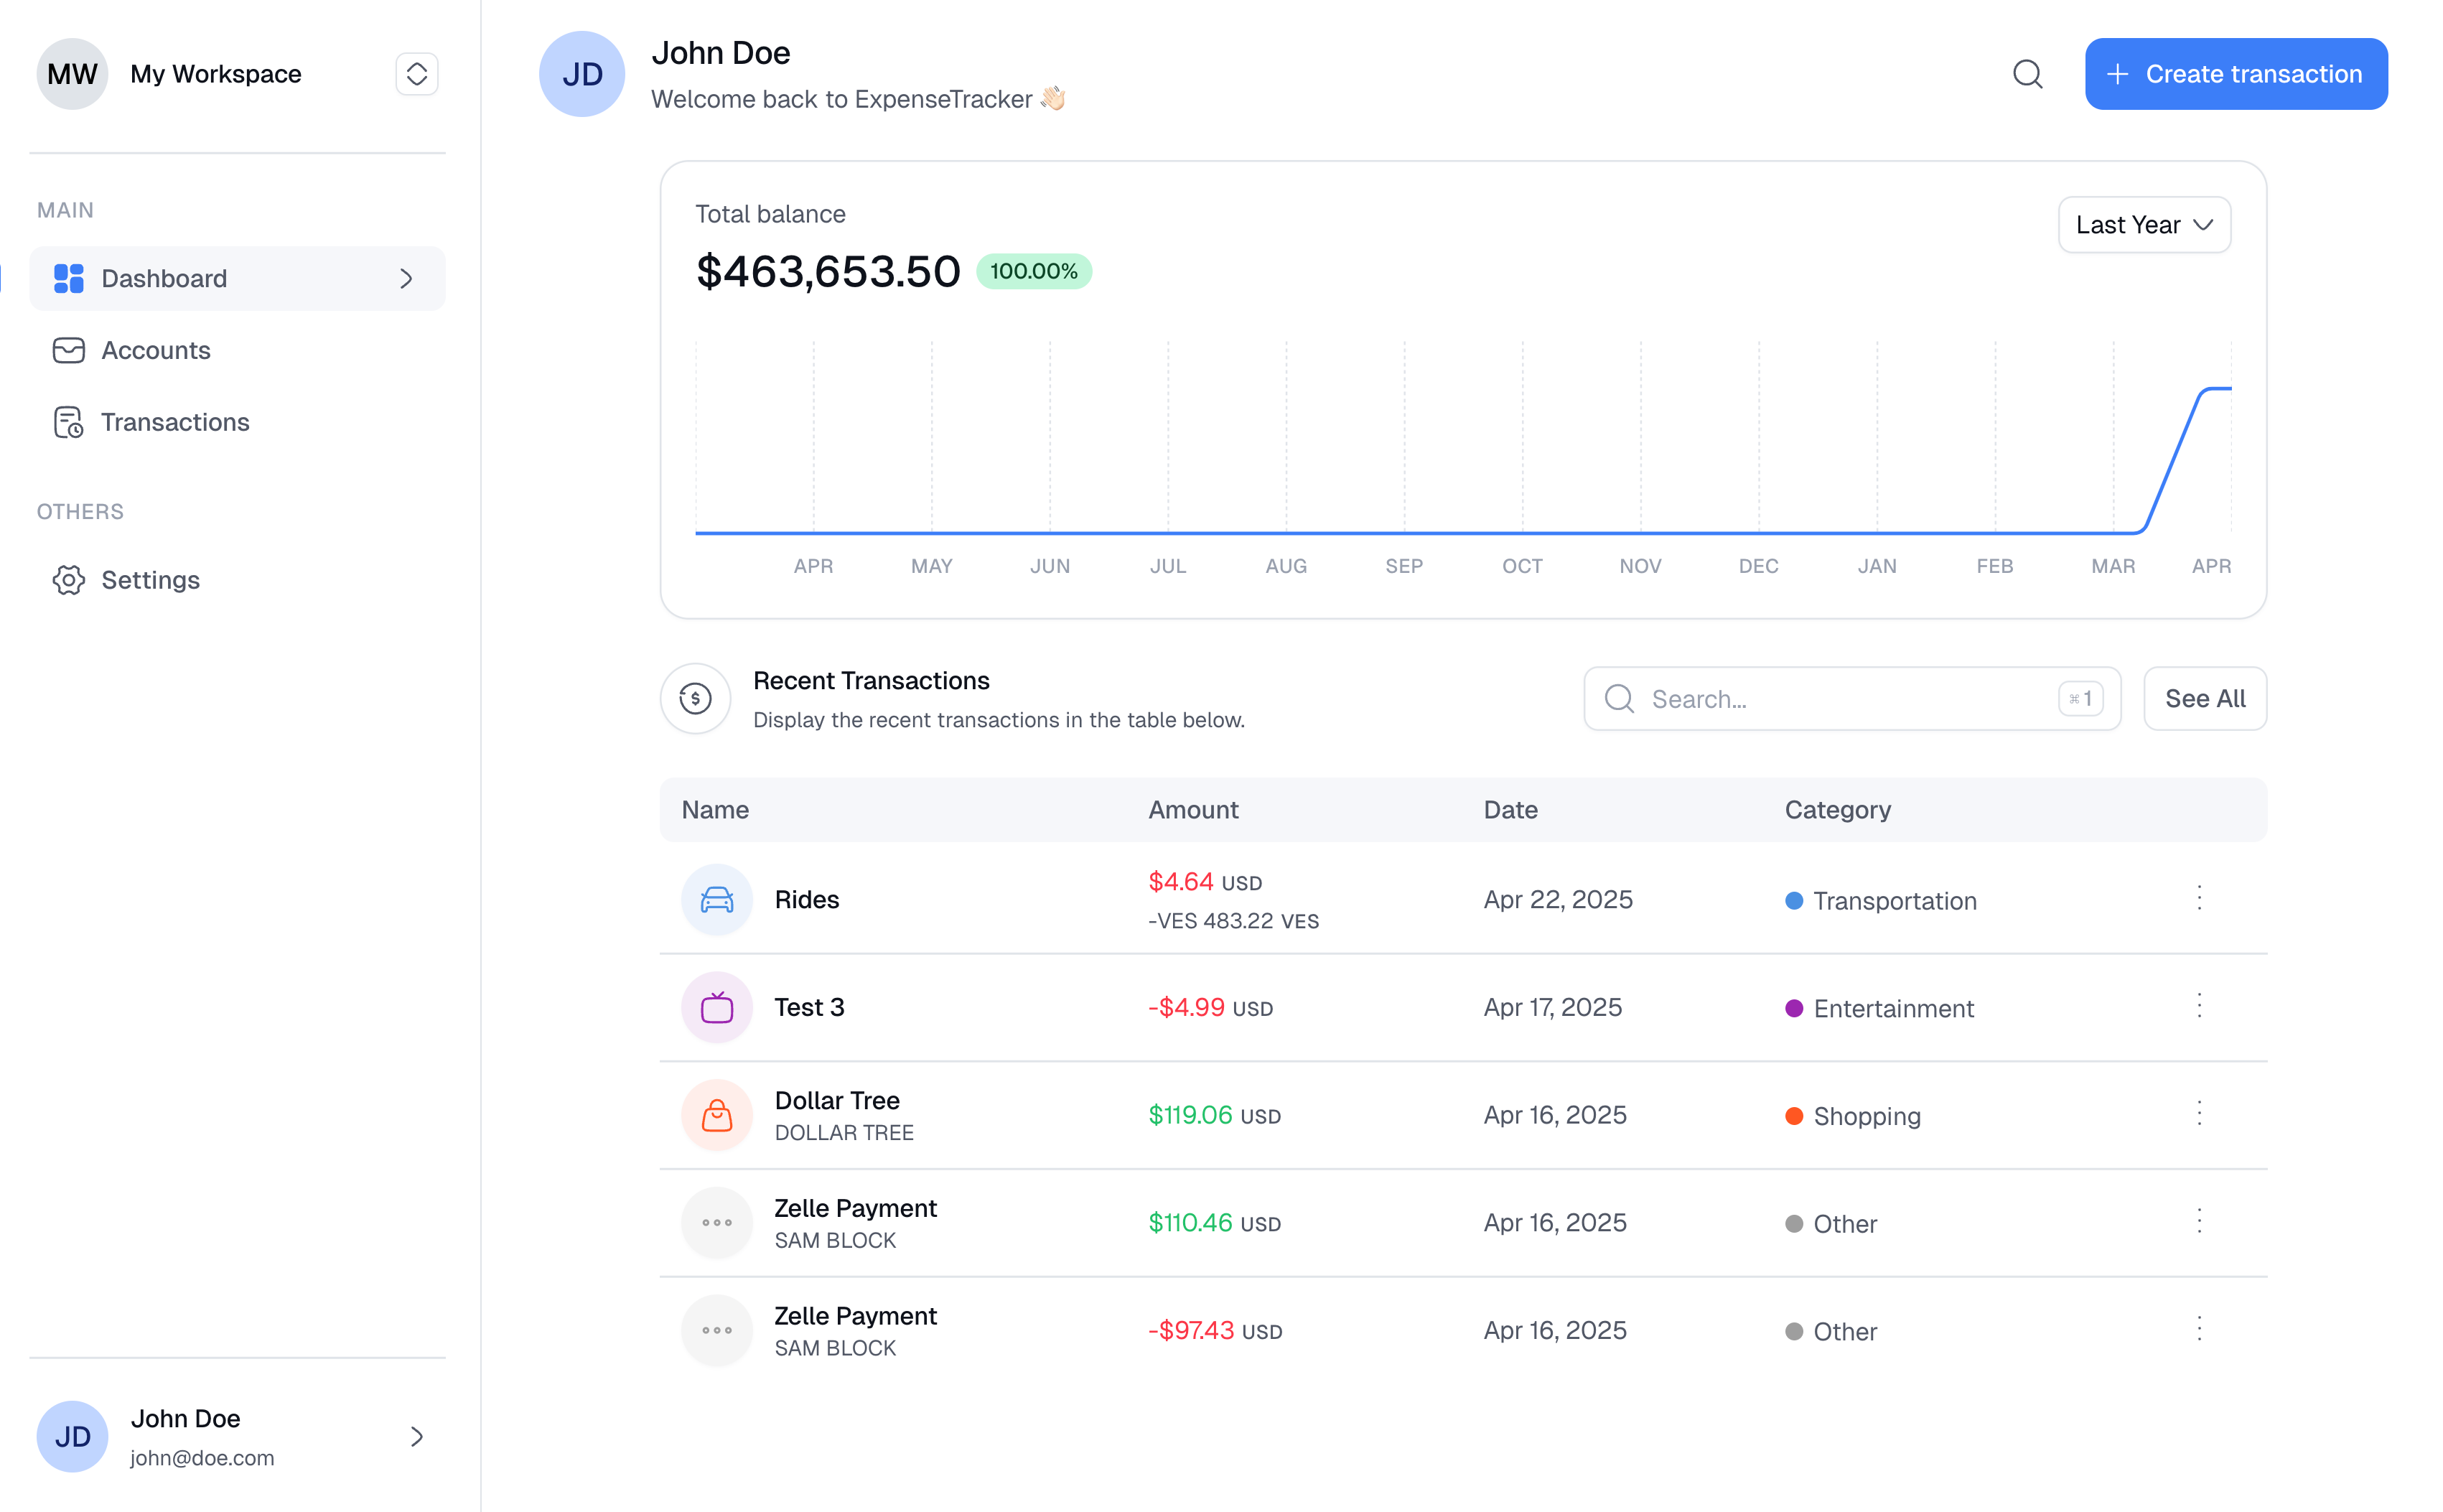 MW
My Workspace
MAIN
Dashboard
Accounts
Transactions
OTHERS
Settings
JD
John Doe
john@doe.com
JD
John Doe
Welcome back to ExpenseTracker 👋🏻
Create transaction
Total balance
$463,653.50 100.00%
Last Year
APR MAY JUN JUL AUG SEP OCT NOV DEC JAN FEB MAR APR
Recent Transactions
Display the recent transactions in the table below.
Search...
⌘1
See All
Name Amount Date Category
Rides
$4.64 USD
-VES 483.22 VES
Apr 22, 2025
Transportation
Test 3
-$4.99 USD
Apr 17, 2025
Entertainment
Dollar Tree
DOLLAR TREE
$119.06 USD
Apr 16, 2025
Shopping
Zelle Payment
SAM BLOCK
$110.46 USD
Apr 16, 2025
Other
Zelle Payment
SAM BLOCK
-$97.43 USD
Apr 16, 2025
Other